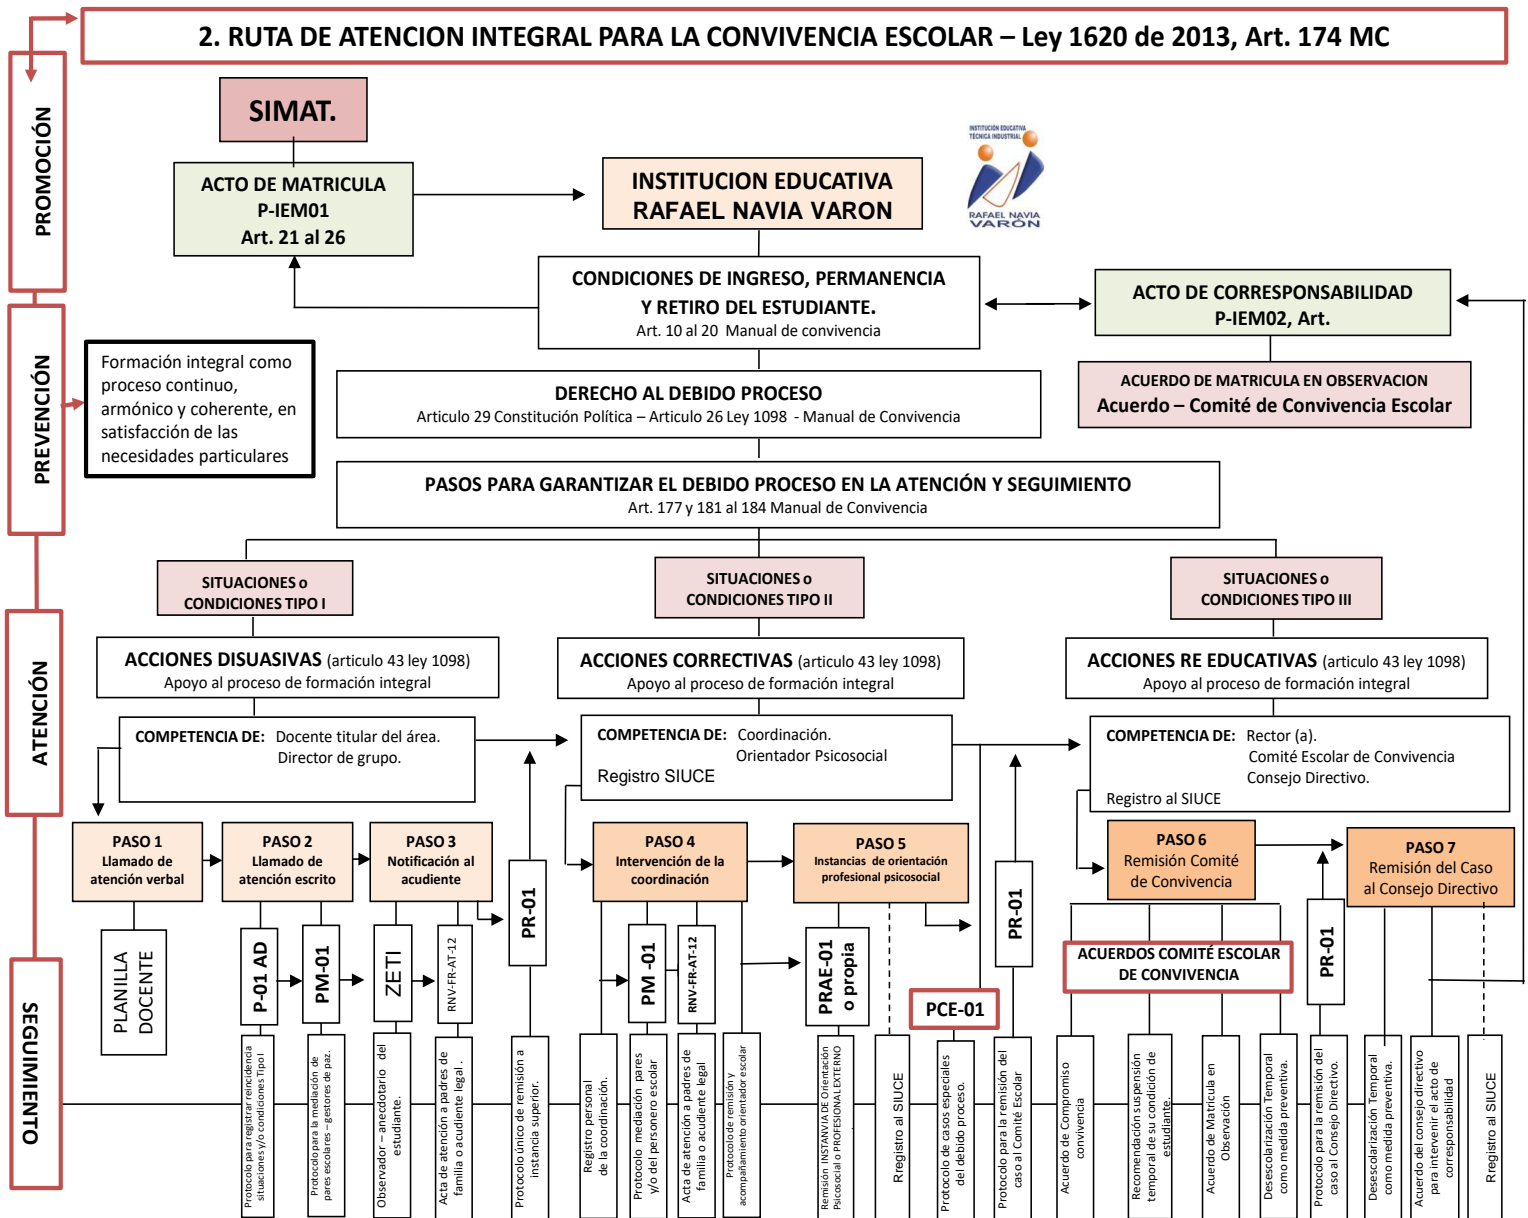 2. RUTA DE ATENCION INTEGRAL PARA LA CONVIVENCIA ESCOLAR – Ley 1620 de 2013, Art. 174 MC
PROMOCIÓN
SIMAT.
ACTO DE MATRICULA
P-IEM01
Art. 21 al 26
INSTITUCION EDUCATIVA
RAFAEL NAVIA VARON
INSTITUCIÓN EDUCATIVA
TÉCNICA INDUSTRIAL
RAFAEL NAVIA
VARÓN
CONDICIONES DE INGRESO, PERMANENCIA
Y RETIRO DEL ESTUDIANTE.
Art. 10 al 20 Manual de convivencia
ACTO DE CORRESPONSABILIDAD
P-IEM02, Art.
ACUERDO DE MATRICULA EN OBSERVACION
Acuerdo – Comité de Convivencia Escolar
PREVENCIÓN
Formación integral como
proceso continuo,
armónico y coherente, en
satisfacción de las
necesidades particulares
DERECHO AL DEBIDO PROCESO
Articulo 29 Constitución Política – Articulo 26 Ley 1098 - Manual de Convivencia
PASOS PARA GARANTIZAR EL DEBIDO PROCESO EN LA ATENCIÓN Y SEGUIMIENTO
Art. 177 y 181 al 184 Manual de Convivencia
ATENCIÓN
SITUACIONES o
CONDICIONES TIPO I
SITUACIONES o
CONDICIONES TIPO II
SITUACIONES o
CONDICIONES TIPO III
ACCIONES DISUASIVAS (articulo 43 ley 1098)
Apoyo al proceso de formación integral
ACCIONES CORRECTIVAS (articulo 43 ley 1098)
Apoyo al proceso de formación integral
ACCIONES RE EDUCATIVAS (articulo 43 ley 1098)
Apoyo al proceso de formación integral
COMPETENCIA DE: Docente titular del área.
Director de grupo.
COMPETENCIA DE: Coordinación.
Orientador Psicosocial
Registro SIUCE
COMPETENCIA DE: Rector (a).
Comité Escolar de Convivencia
Consejo Directivo.
Registro al SIUCE
PASO 1
Llamado de
atención verbal
PASO 2
Llamado de
atención escrito
PASO 3
Notificación al
acudiente
PASO 4
Intervención de la
coordinación
PASO 5
Instancias de orientación
profesional psicosocial
PASO 6
Remisión Comité
de Convivencia
PASO 7
Remisión del Caso
al Consejo Directivo
SEGUIMIENTO
PLANILLA
DOCENTE
P-01 AD
PM-01
ZETI
RNV-FR-AT-12
PR-01
PM -01
RNV-FR-AT-12
PRAE-01
o propia
PCE-01
PR-01
ACUERDOS COMITÉ ESCOLAR
DE CONVIVENCIA
PR-01
Protocolo para registrar reincidencia
situaciones y/o condiciones Tipo I
Protocolo para la mediación de
pares escolares – gestores de paz.
Observador – anecdotario del
estudiante.
Acta de atención a padres de
familia o acudiente legal .
Protocolo único de remisión a
instancia superior.
Registro personal
de la coordinación.
Protocolo mediación pares
y/o del personero escolar
Acta de atención a padres de
familia o acudiente legal
Protocolo de remisión y
acompañamiento orientador escolar
Remisión INSTANVIA DE Orientación
Psicosocial o PROFESIONAL EXTERNO
Rregistro al SIUCE
Protocolo de casos especiales
del debido proceso.
Protocolo para la remisión del
caso al Comité Escolar
Acuerdo de Compromiso
convivencia
Recomendación suspensión
temporal de su condición de
estudiante.
Acuerdo de Matricula en
Observación
Desescolarización Temporal
como medida preventiva.
Protocolo para la remisión del
caso al Consejo Directivo.
Desescolarización Temporal
como medida preventiva.
Acuerdo del consejo directivo
para intervenir el acto de
corresponsabilidad
Rregistro al SIUCE